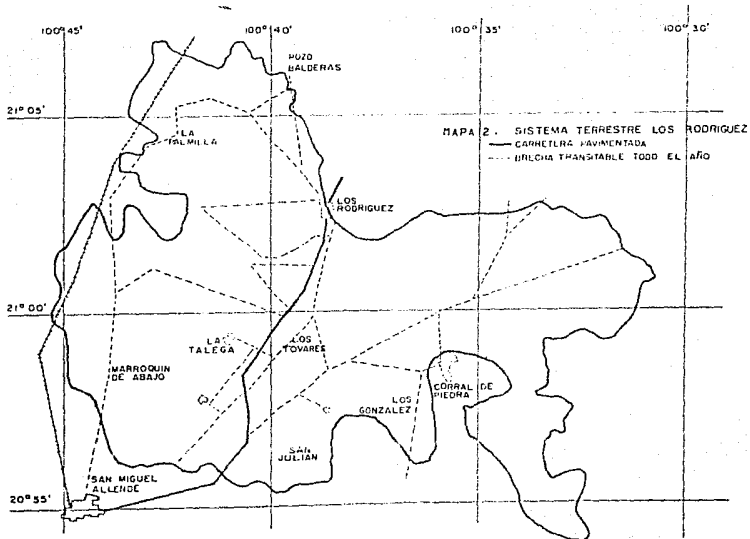 100° 45'
100° 40'
100° 35'
100° 30'
POZO
BALDERAS
21° 05'
MAPA 2. SISTEMA TERRESTRE LOS RODRIGUEZ
CARRETERA PAVIMENTADA
BRECHA TRANSITABLE TODO EL AÑO
LA
PALMILLA
LOS
RODRIGUEZ
21° 00'
LA
TALEGA
LOS
TOVARES
MARROQUIN
DE ABAJO
LOS
GONZALEZ
CORRAL DE
PIEDRA
SAN
JULIAN
SAN MIGUEL
ALLENDE
20° 55'